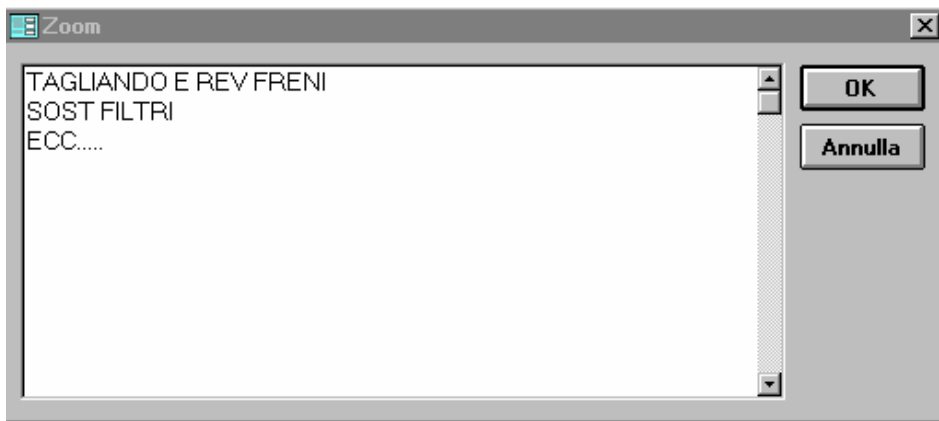 Zoom
TAGLIANDO E REV FRENI
SOST FILTRI
ECC.....
OK
Annulla